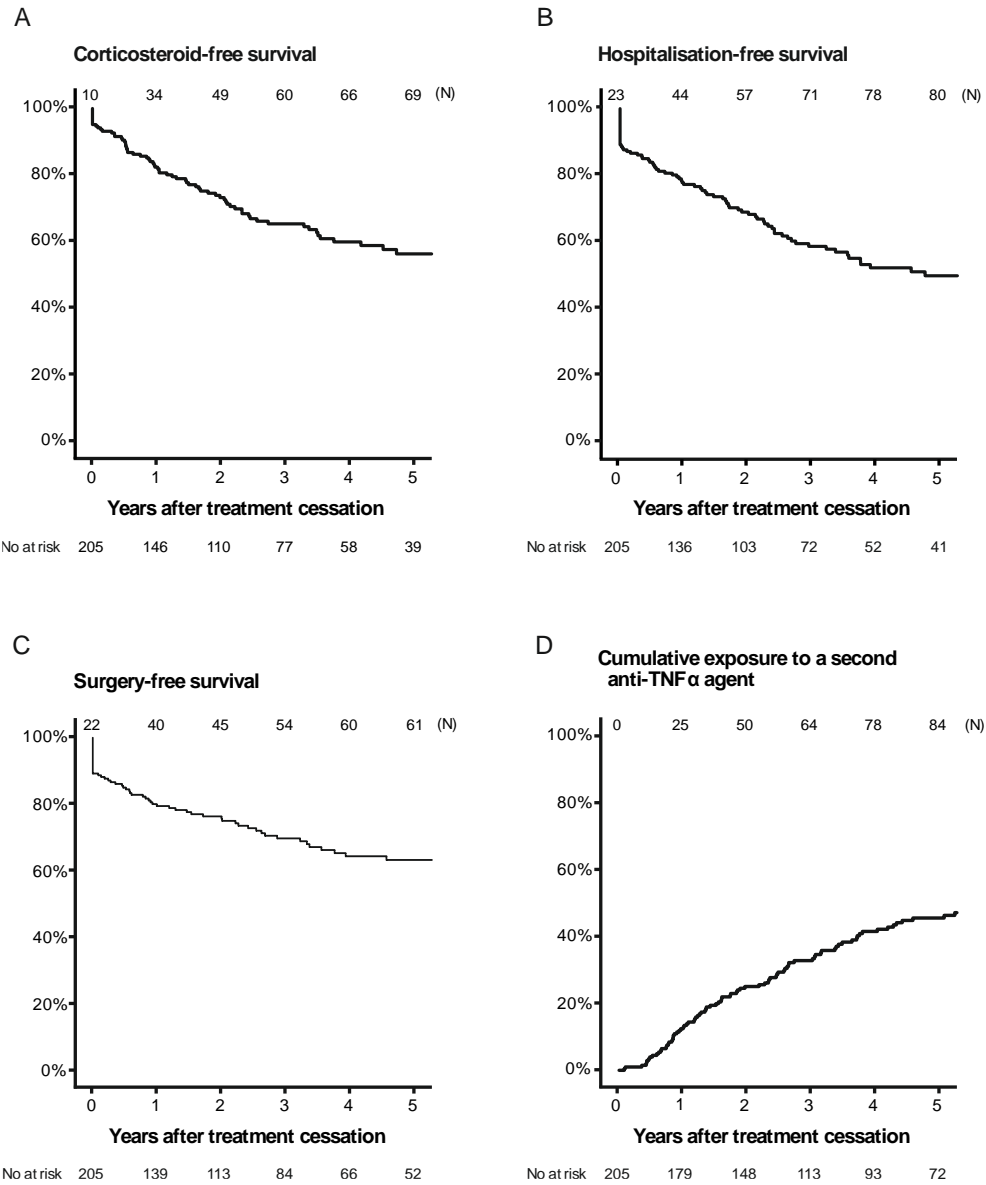 A
Corticosteroid-free survival
10 34 49 60 66 69 (N)
100%
80%
60%
40%
20%
0%
0 1 2 3 4 5
Years after treatment cessation
No at risk 205 146 110 77 58 39
B
Hospitalisation-free survival
23 44 57 71 78 80 (N)
100%
80%
60%
40%
20%
0%
0 1 2 3 4 5
Years after treatment cessation
No at risk 205 136 103 72 52 41
C
Surgery-free survival
22 40 45 54 60 61 (N)
100%
80%
60%
40%
20%
0%
0 1 2 3 4 5
Years after treatment cessation
No at risk 205 139 113 84 66 52
D
Cumulative exposure to a second
anti-TNFα agent
0 25 50 64 78 84 (N)
100%
80%
60%
40%
20%
0%
0 1 2 3 4 5
Years after treatment cessation
No at risk 205 179 148 113 93 72